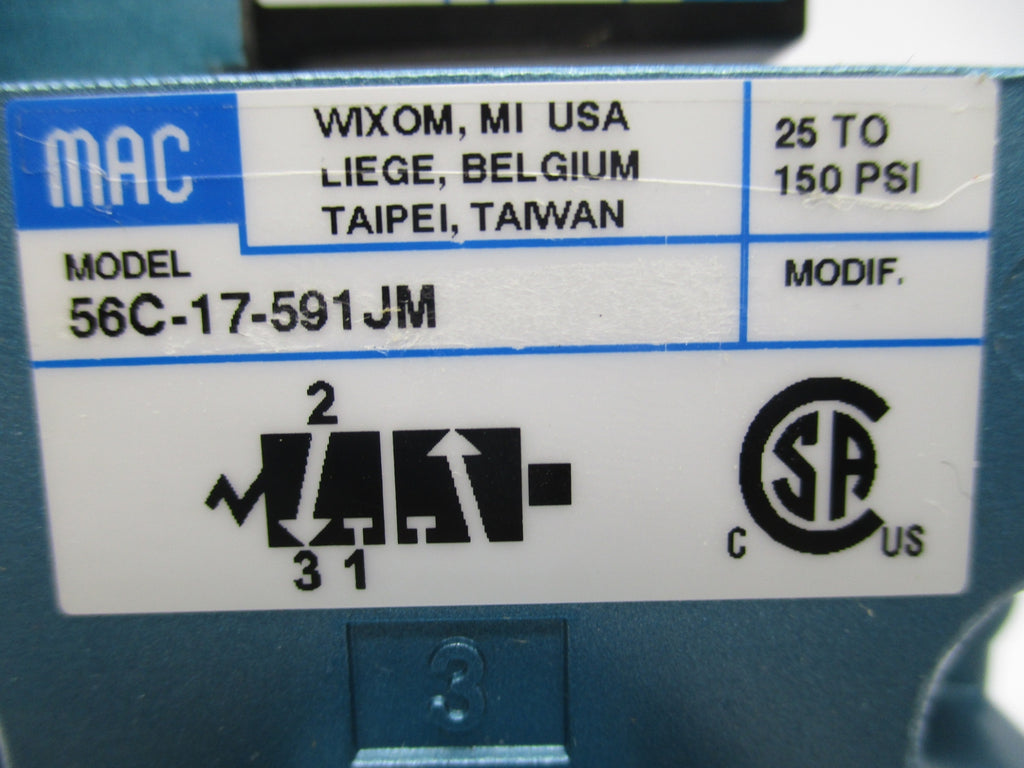 MAC
WIXOM, MI USA
LIEGE, BELGIUM
TAIPEI, TAIWAN
25 TO
150 PSI
MODEL
56C-17-591JM
MODIF.
2
3 1
C SA US
3